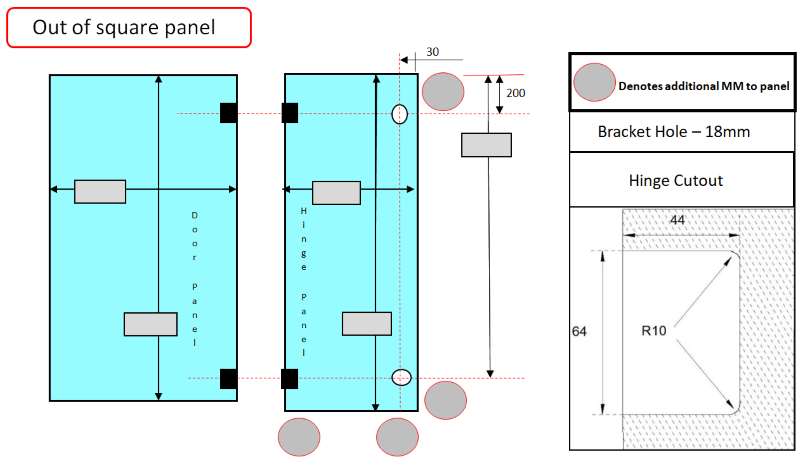 Out of square panel
30
200
Door Panel
Hinge Panel
Denotes additional MM to panel
Bracket Hole – 18mm
Hinge Cutout
44
64
R10